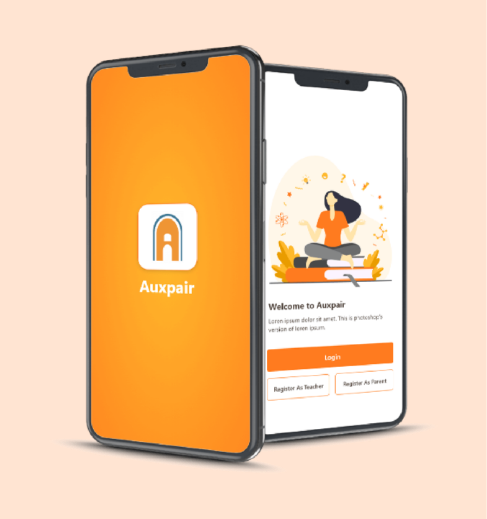 Auxpair
Welcome to Auxpair
Lorem ipsum dolor sit amet. This is photoshop's
version of lorem ipsum.
Login
Register As Teacher
Register As Parent